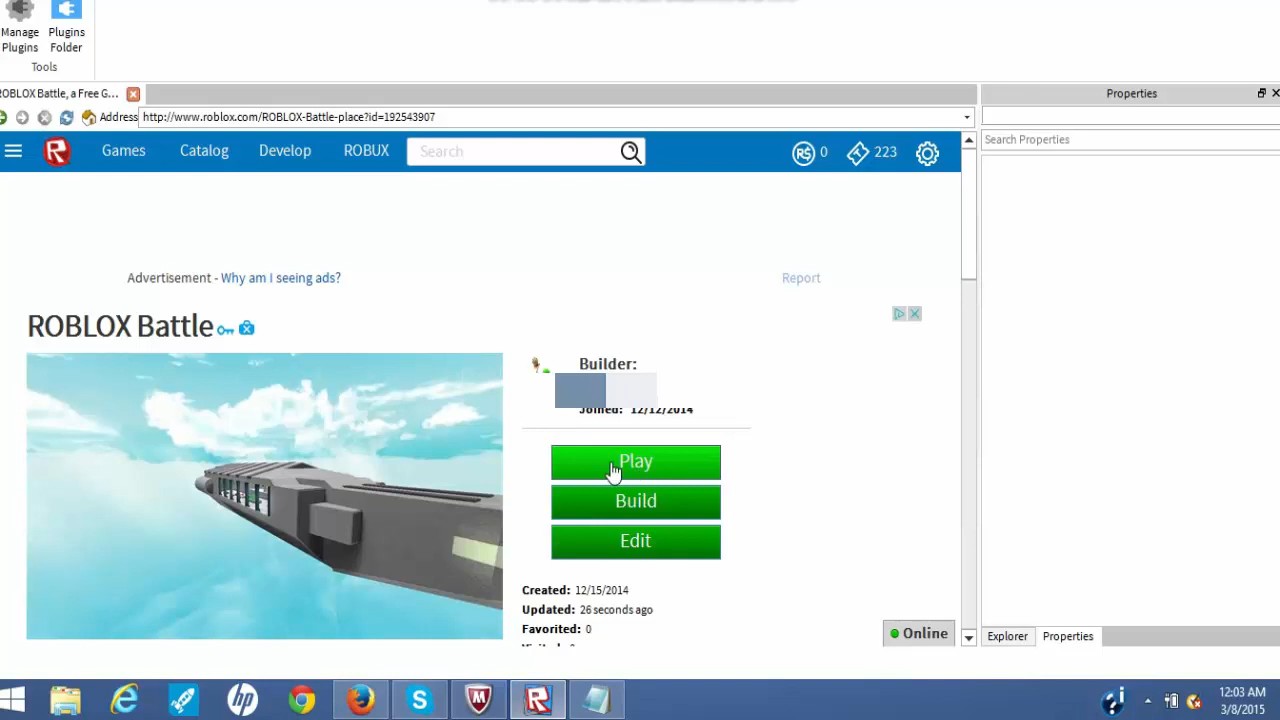 Manage
Plugins
Plugins
Folder
Tools
ROBLOX Battle, a Free G...
Properties
Address
http://www.roblox.com/ROBLOX-Battle-place?id=192543907
Search Properties
Games
Catalog
Develop
ROBUX
Search
R$ 0
T 223
Advertisement - Why am I seeing ads?
Report
ROBLOX Battle
Builder:
Joined: 12/12/2014
Play
Build
Edit
Created: 12/15/2014
Updated: 26 seconds ago
Favorited: 0
Online
Explorer
Properties
12:03 AM
3/8/2015